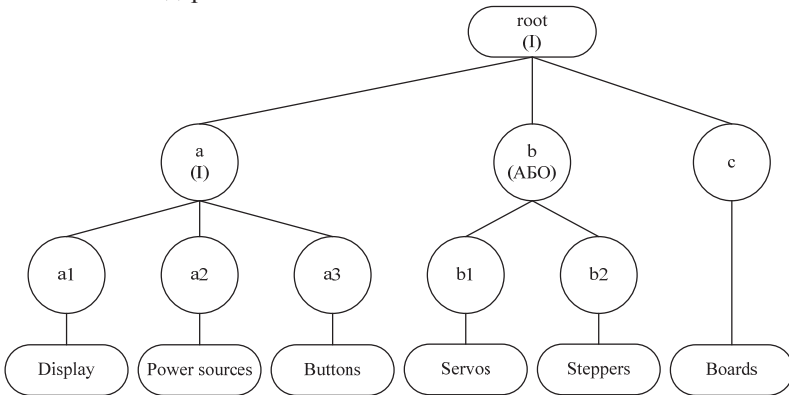 root
(І)
a
(І)
b
(АБО)
c
a1
a2
a3
b1
b2
Display
Power sources
Buttons
Servos
Steppers
Boards